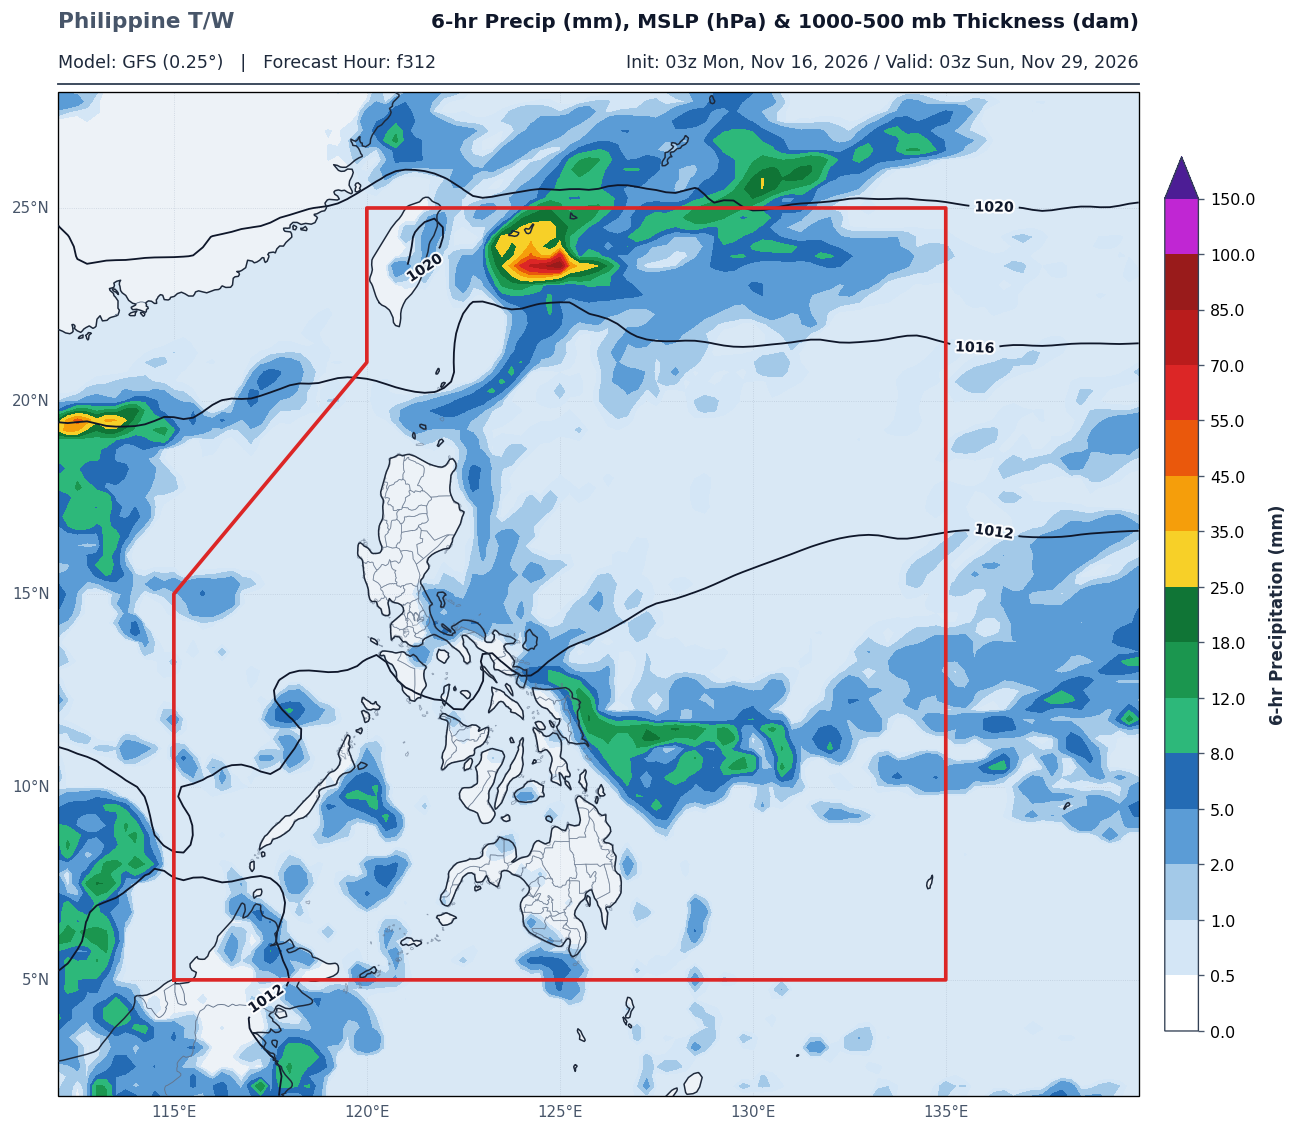 Philippine T/W
6-hr Precip (mm), MSLP (hPa) & 1000-500 mb Thickness (dam)
Model: GFS (0.25°) | Forecast Hour: f312
Init: 03z Mon, Nov 16, 2026 / Valid: 03z Sun, Nov 29, 2026
25°N
20°N
15°N
10°N
5°N
115°E
120°E
125°E
130°E
135°E
1020
1020
1016
1012
1012
150.0
100.0
85.0
70.0
55.0
45.0
35.0
25.0
18.0
12.0
8.0
5.0
2.0
1.0
0.5
0.0
6-hr Precipitation (mm)